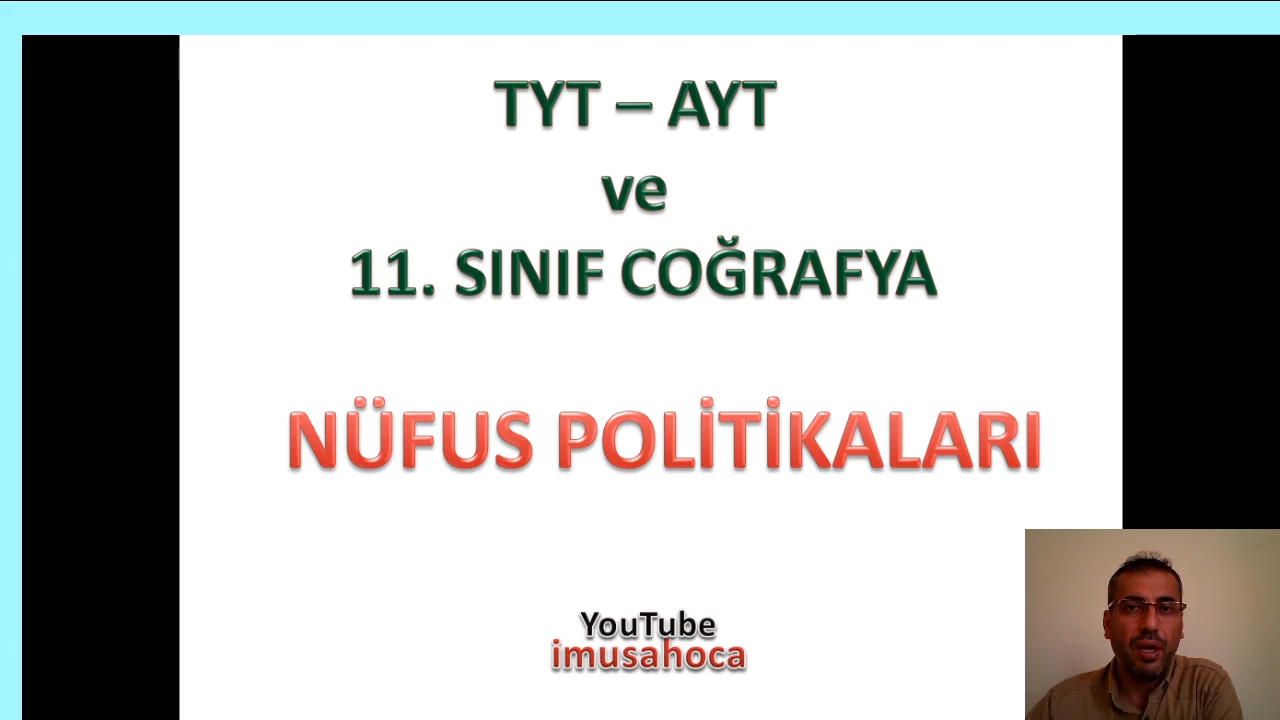 TYT – AYT
ve
11. SINIF COĞRAFYA
NÜFUS POLİTİKALARI
YouTube
imusahoca